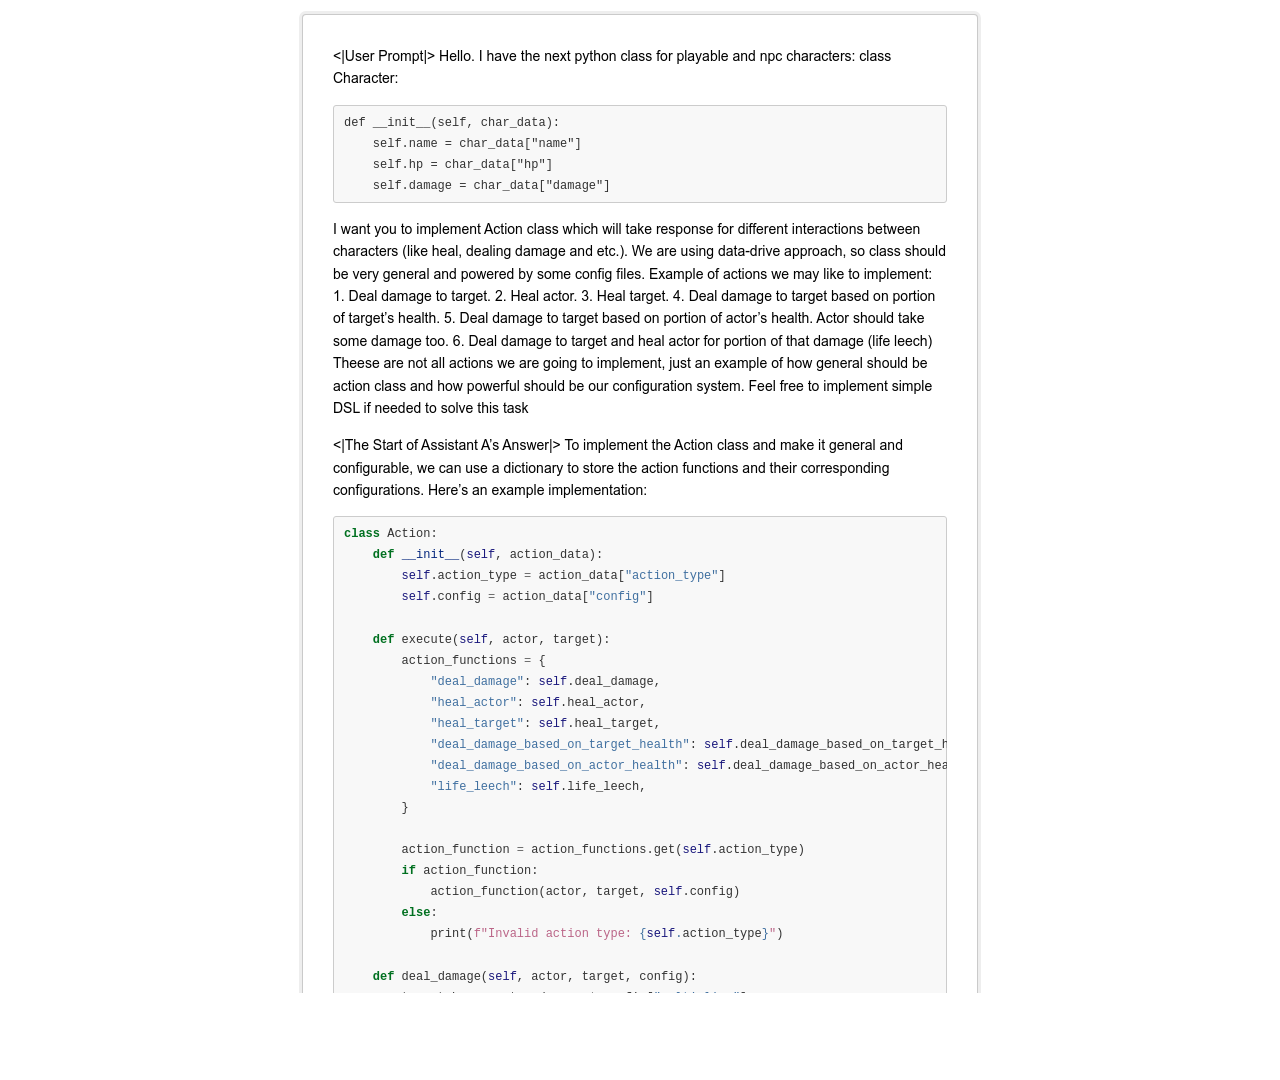 <|User Prompt|> Hello. I have the next python class for playable and npc characters: class
Character:
def __init__(self, char_data):
    self.name = char_data["name"]
    self.hp = char_data["hp"]
    self.damage = char_data["damage"]
I want you to implement Action class which will take response for different interactions between
characters (like heal, dealing damage and etc.). We are using data-drive approach, so class should
be very general and powered by some config files. Example of actions we may like to implement:
1. Deal damage to target. 2. Heal actor. 3. Heal target. 4. Deal damage to target based on portion
of target’s health. 5. Deal damage to target based on portion of actor’s health. Actor should take
some damage too. 6. Deal damage to target and heal actor for portion of that damage (life leech)
Theese are not all actions we are going to implement, just an example of how general should be
action class and how powerful should be our configuration system. Feel free to implement simple
DSL if needed to solve this task
<|The Start of Assistant A’s Answer|> To implement the Action class and make it general and
configurable, we can use a dictionary to store the action functions and their corresponding
configurations. Here’s an example implementation:
class Action:
    def __init__(self, action_data):
        self.action_type = action_data["action_type"]
        self.config = action_data["config"]
    def execute(self, actor, target):
        action_functions = {
            "deal_damage": self.deal_damage,
            "heal_actor": self.heal_actor,
            "heal_target": self.heal_target,
            "deal_damage_based_on_target_health": self.deal_damage_based_on_target_h
            "deal_damage_based_on_actor_health": self.deal_damage_based_on_actor_hea
            "life_leech": self.life_leech,
        }
        action_function = action_functions.get(self.action_type)
        if action_function:
            action_function(actor, target, self.config)
        else:
            print(f"Invalid action type: {self.action_type}")
    def deal_damage(self, actor, target, config):